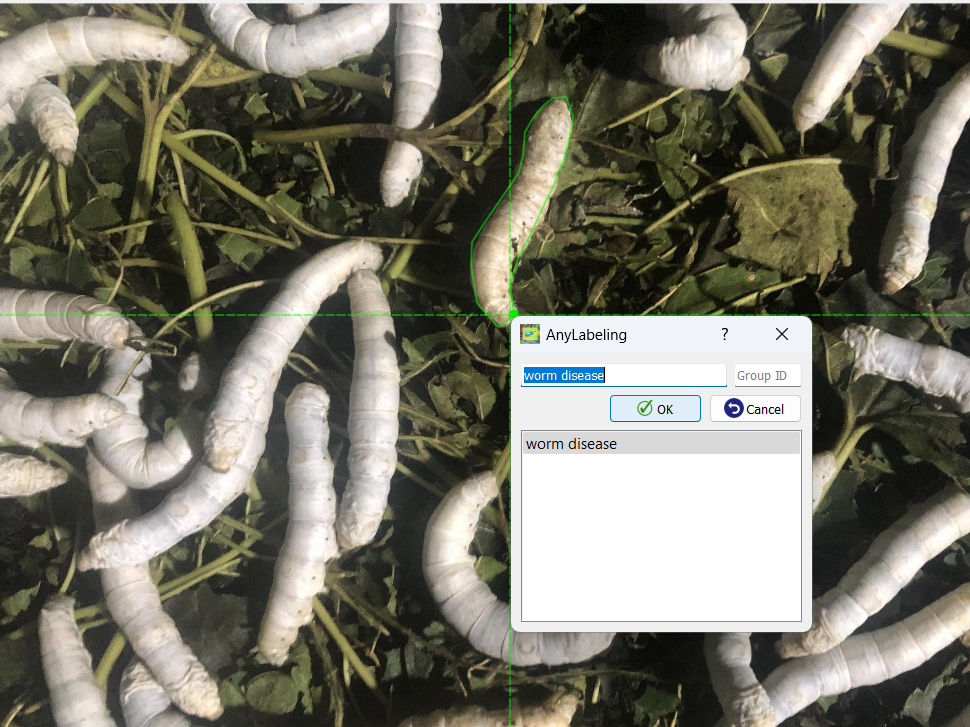 AnyLabeling
worm disease
Group ID
OK
Cancel
worm disease